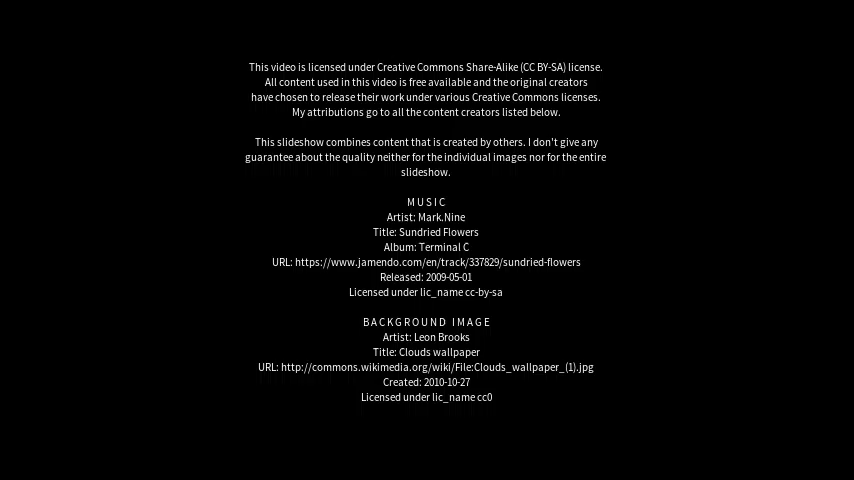 This video is licensed under Creative Commons Share-Alike (CC BY-SA) license.
All content used in this video is free available and the original creators
have chosen to release their work under various Creative Commons licenses.
My attributions go to all the content creators listed below.
This slideshow combines content that is created by others. I don't give any
guarantee about the quality neither for the individual images nor for the entire
slideshow.
MUSIC
Artist: Mark.Nine
Title: Sundried Flowers
Album: Terminal C
URL: https://www.jamendo.com/en/track/337829/sundried-flowers
Released: 2009-05-01
Licensed under lic_name cc-by-sa
BACKGROUND IMAGE
Artist: Leon Brooks
Title: Clouds wallpaper
URL: http://commons.wikimedia.org/wiki/File:Clouds_wallpaper_(1).jpg
Created: 2010-10-27
Licensed under lic_name cc0